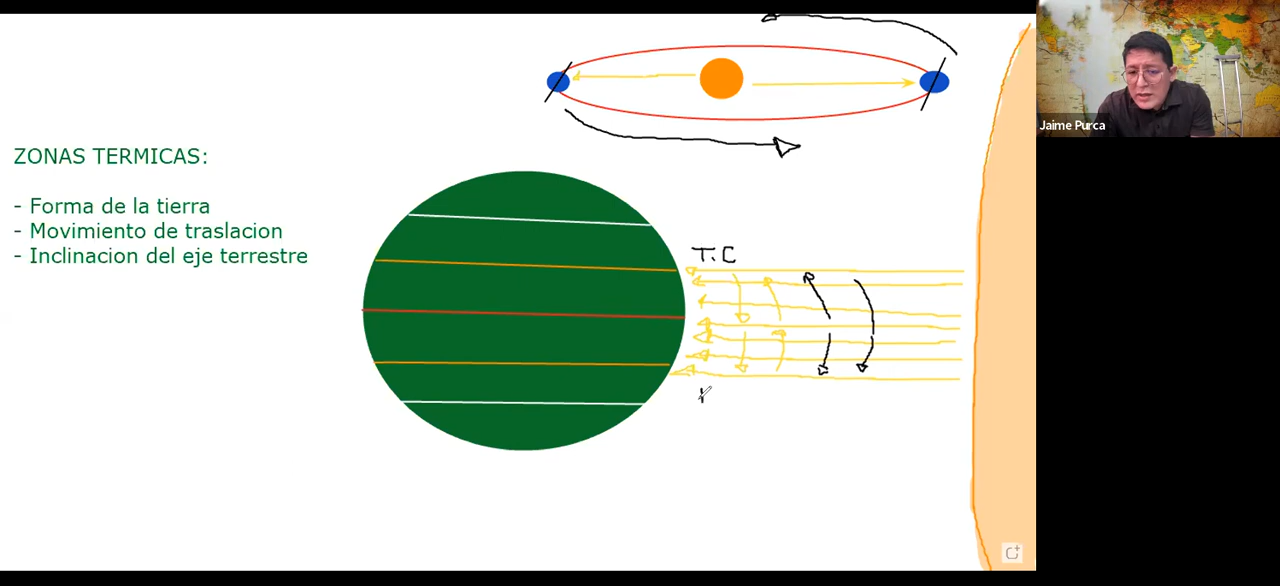 ZONAS TERMICAS:
- Forma de la tierra
- Movimiento de traslacion
- Inclinacion del eje terrestre
T.C
Jaime Purca